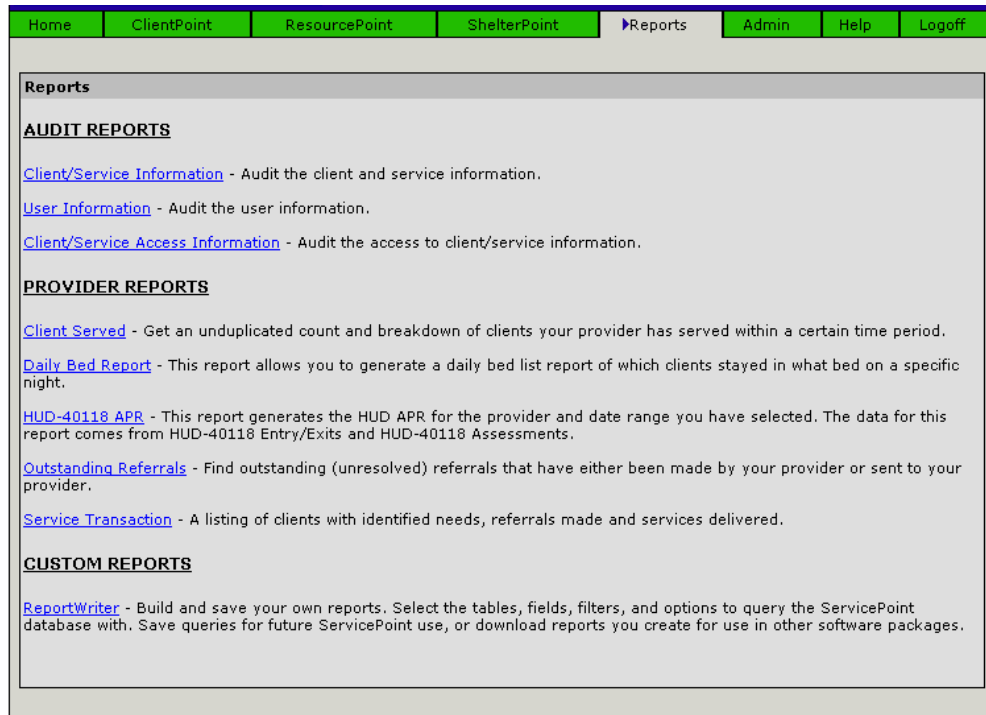 Home ClientPoint ResourcePoint ShelterPoint Reports Admin Help Logoff
Reports
AUDIT REPORTS
Client/Service Information - Audit the client and service information.
User Information - Audit the user information.
Client/Service Access Information - Audit the access to client/service information.
PROVIDER REPORTS
Client Served - Get an unduplicated count and breakdown of clients your provider has served within a certain time period.
Daily Bed Report - This report allows you to generate a daily bed list report of which clients stayed in what bed on a specific
night.
HUD-40118 APR - This report generates the HUD APR for the provider and date range you have selected. The data for this
report comes from HUD-40118 Entry/Exits and HUD-40118 Assessments.
Outstanding Referrals - Find outstanding (unresolved) referrals that have either been made by your provider or sent to your
provider.
Service Transaction - A listing of clients with identified needs, referrals made and services delivered.
CUSTOM REPORTS
ReportWriter - Build and save your own reports. Select the tables, fields, filters, and options to query the ServicePoint
database with. Save queries for future ServicePoint use, or download reports you create for use in other software packages.